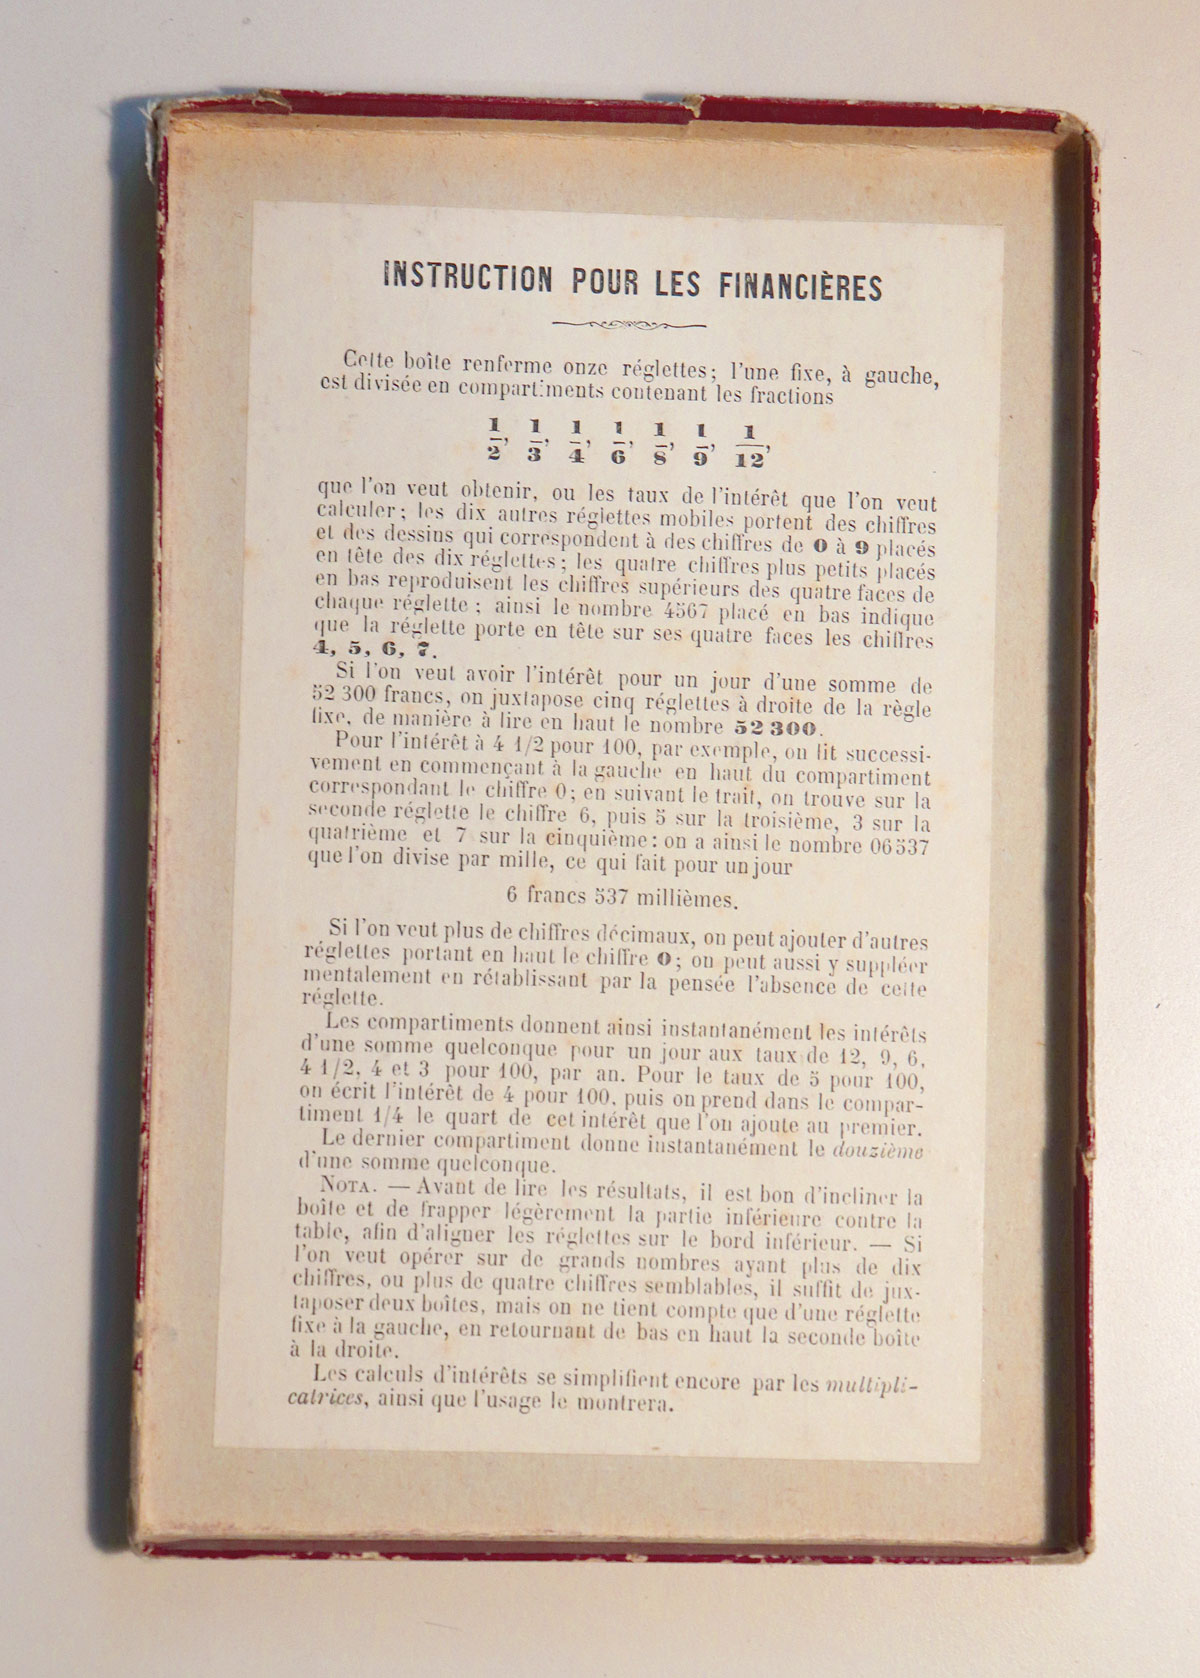 INSTRUCTION POUR LES FINANCIÈRES
Cette boîte renferme onze réglettes; l'une fixe, à gauche,
est divisée en compartiments contenant les fractions
1/2, 1/3, 1/4, 1/6, 1/8, 1/9, 1/12,
que l'on veut obtenir, ou les taux de l'intérêt que l'on veut
calculer; les dix autres réglettes mobiles portent des chiffres
et des dessins qui correspondent à des chiffres de 0 à 9 placés
en tête des dix réglettes; les quatre chiffres plus petits placés
en bas reproduisent les chiffres supérieurs des quatre faces de
chaque réglette; ainsi le nombre 4567 placé en bas indique
que la réglette porte en tête sur ses quatre faces les chiffres
4, 5, 6, 7.
Si l'on veut avoir l'intérêt pour un jour d'une somme de
52 300 francs, on juxtapose cinq réglettes à droite de la règle
fixe, de manière à lire en haut le nombre 52 300.
Pour l'intérêt à 4 1/2 pour 100, par exemple, on lit successi-
vement en commençant à la gauche en haut du compartiment
correspondant le chiffre 0; en suivant le trait, on trouve sur la
seconde réglette le chiffre 6, puis 5 sur la troisième, 3 sur la
quatrième et 7 sur la cinquième: on a ainsi le nombre 06537
que l'on divise par mille, ce qui fait pour un jour
6 francs 537 millièmes.
Si l'on veut plus de chiffres décimaux, on peut ajouter d'autres
réglettes portant en haut le chiffre 0; on peut aussi y suppléer
mentalement en rétablissant par la pensée l'absence de cette
réglette.
Les compartiments donnent ainsi instantanément les intérêts
d'une somme quelconque pour un jour aux taux de 12, 9, 6,
4 1/2, 4 et 3 pour 100, par an. Pour le taux de 5 pour 100,
on écrit l'intérêt de 4 pour 100, puis on prend dans le compar-
timent 1/4 le quart de cet intérêt que l'on ajoute au premier.
Le dernier compartiment donne instantanément le douzième
d'une somme quelconque.
NOTA. — Avant de lire les résultats, il est bon d'incliner la
boîte et de frapper légèrement la partie inférieure contre la
table, afin d'aligner les réglettes sur le bord inférieur. — Si
l'on veut opérer sur de grands nombres ayant plus de dix
chiffres, ou plus de quatre chiffres semblables, il suffit de jux-
taposer deux boîtes, mais on ne tient compte que d'une réglette
fixe à la gauche, en retournant de bas en haut la seconde boîte
à la droite.
Les calculs d'intérêts se simplifient encore par les multipli-
catrices, ainsi que l'usage le montrera.